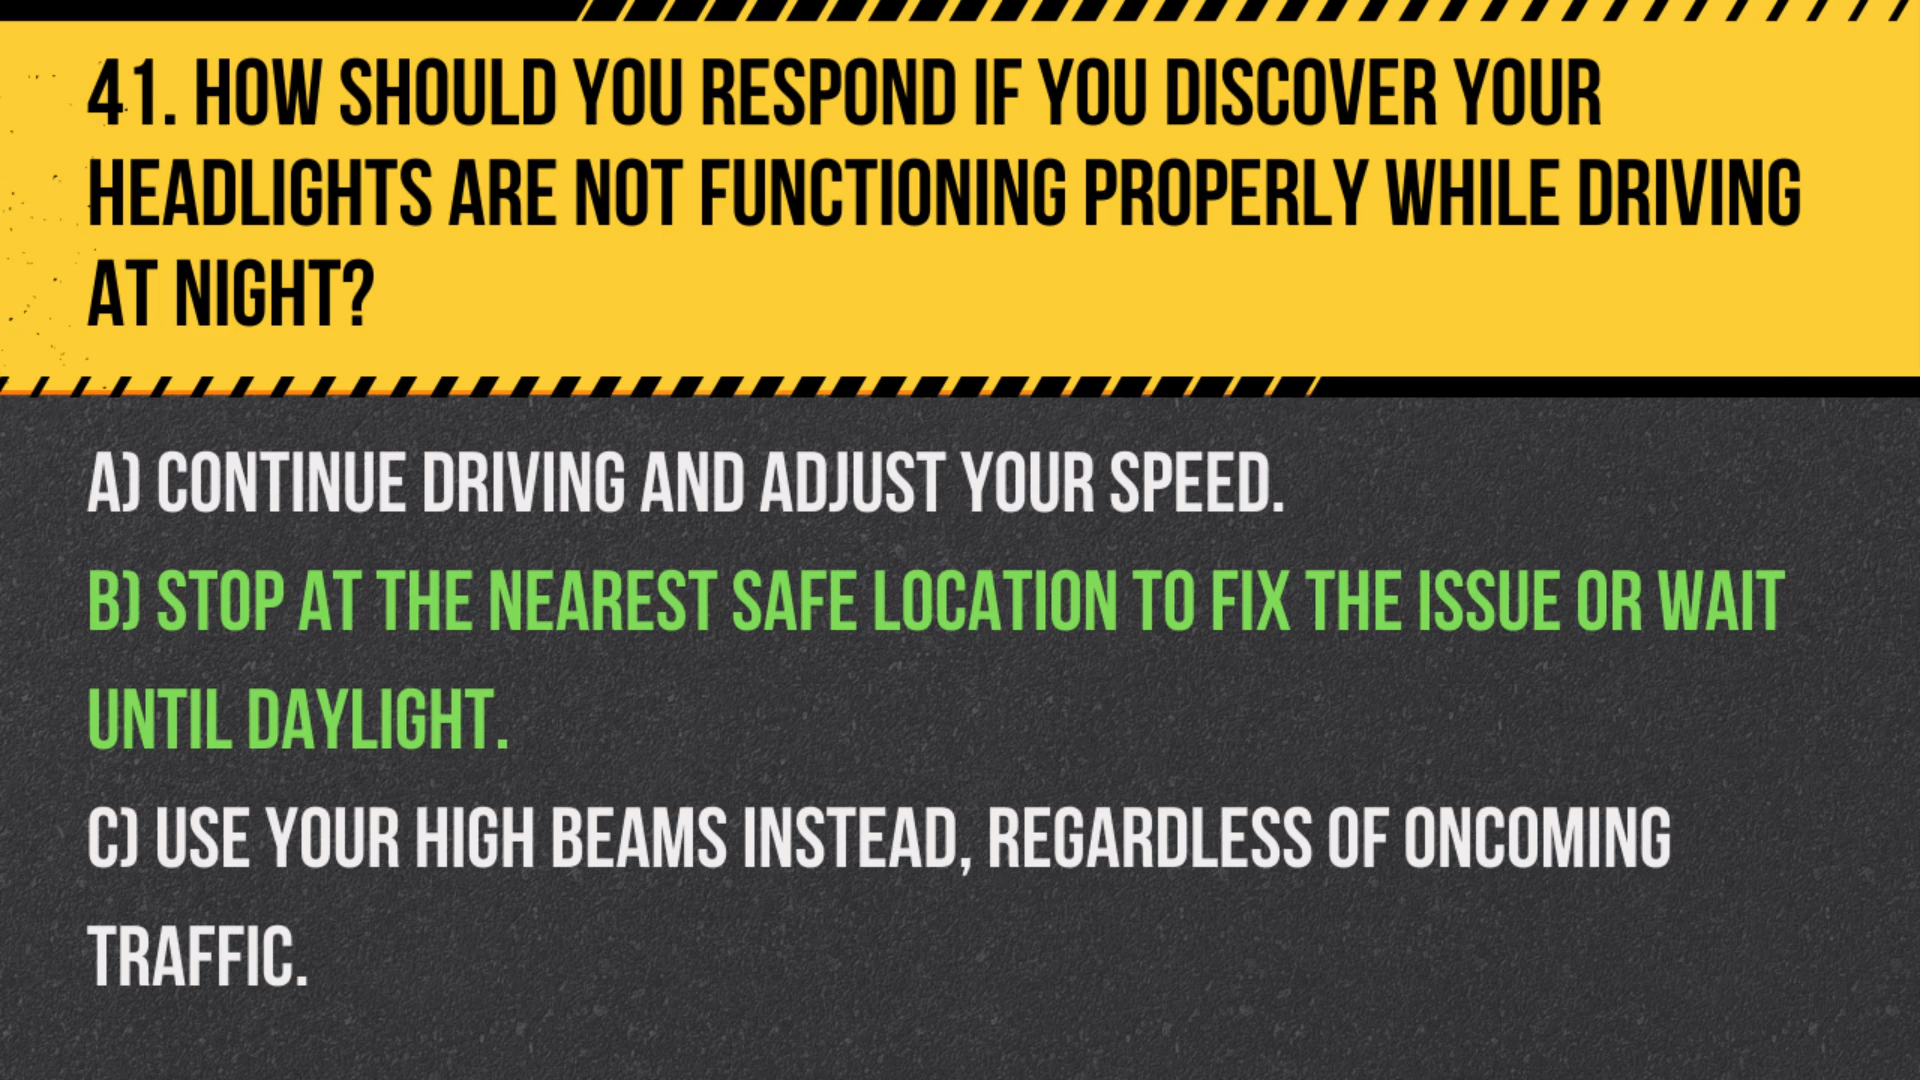 41. HOW SHOULD YOU RESPOND IF YOU DISCOVER YOUR
HEADLIGHTS ARE NOT FUNCTIONING PROPERLY WHILE DRIVING
AT NIGHT?
A) CONTINUE DRIVING AND ADJUST YOUR SPEED.
B) STOP AT THE NEAREST SAFE LOCATION TO FIX THE ISSUE OR WAIT
UNTIL DAYLIGHT.
C) USE YOUR HIGH BEAMS INSTEAD, REGARDLESS OF ONCOMING
TRAFFIC.